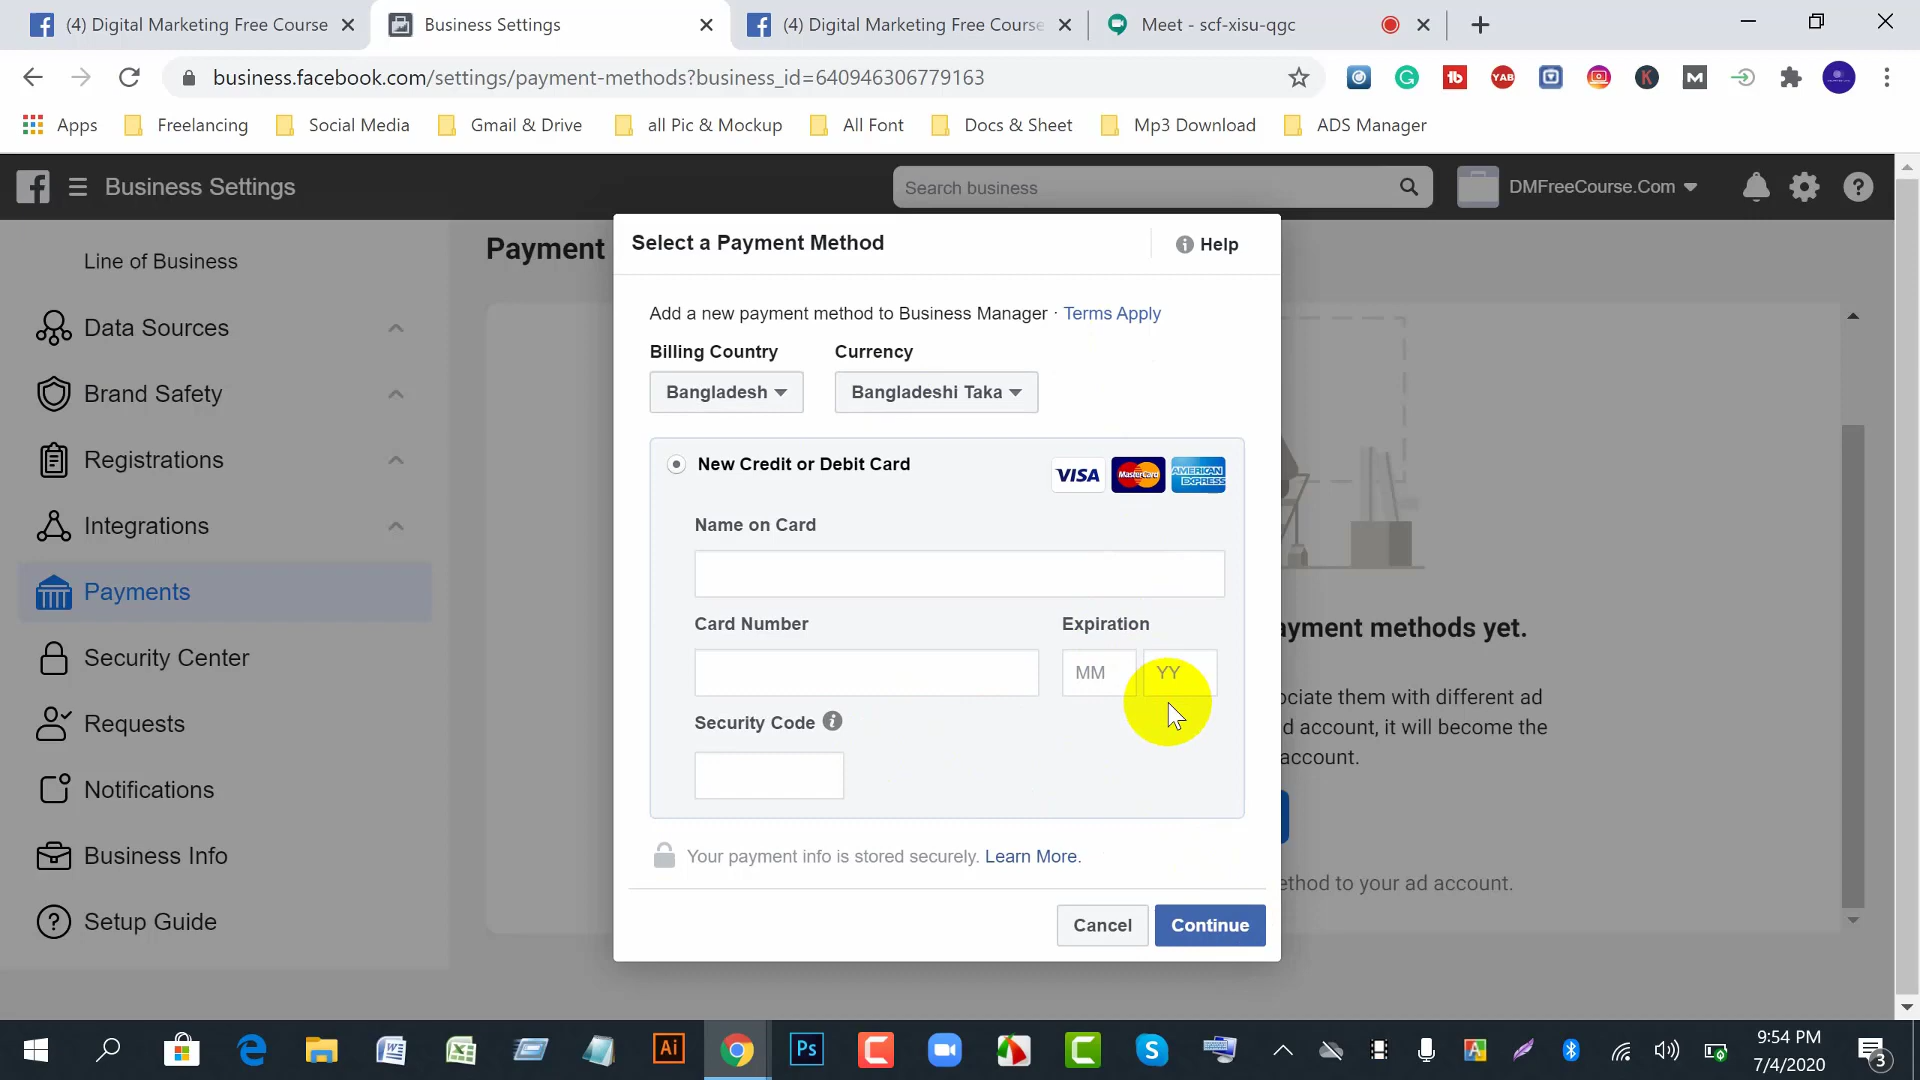 (4) Digital Marketing Free Course
Business Settings
(4) Digital Marketing Free Course
Meet - scf-xisu-qgc
business.facebook.com/settings/payment-methods?business_id=640946306779163
Apps
Freelancing
Social Media
Gmail & Drive
all Pic & Mockup
All Font
Docs & Sheet
Mp3 Download
ADS Manager
Business Settings
Search business
DMFreeCourse.Com
Line of Business
Data Sources
Brand Safety
Registrations
Integrations
Payments
Security Center
Requests
Notifications
Business Info
Setup Guide
Payment
Select a Payment Method
Help
Add a new payment method to Business Manager · Terms Apply
Billing Country
Currency
Bangladesh
Bangladeshi Taka
New Credit or Debit Card
VISA
MasterCard
AMERICAN EXPRESS
Name on Card
Card Number
Expiration
MM
YY
Security Code
Your payment info is stored securely. Learn More.
Cancel
Continue
ayment methods yet.
ciate them with different ad
d account, it will become the
account.
ethod to your ad account.
9:54 PM
7/4/2020
3